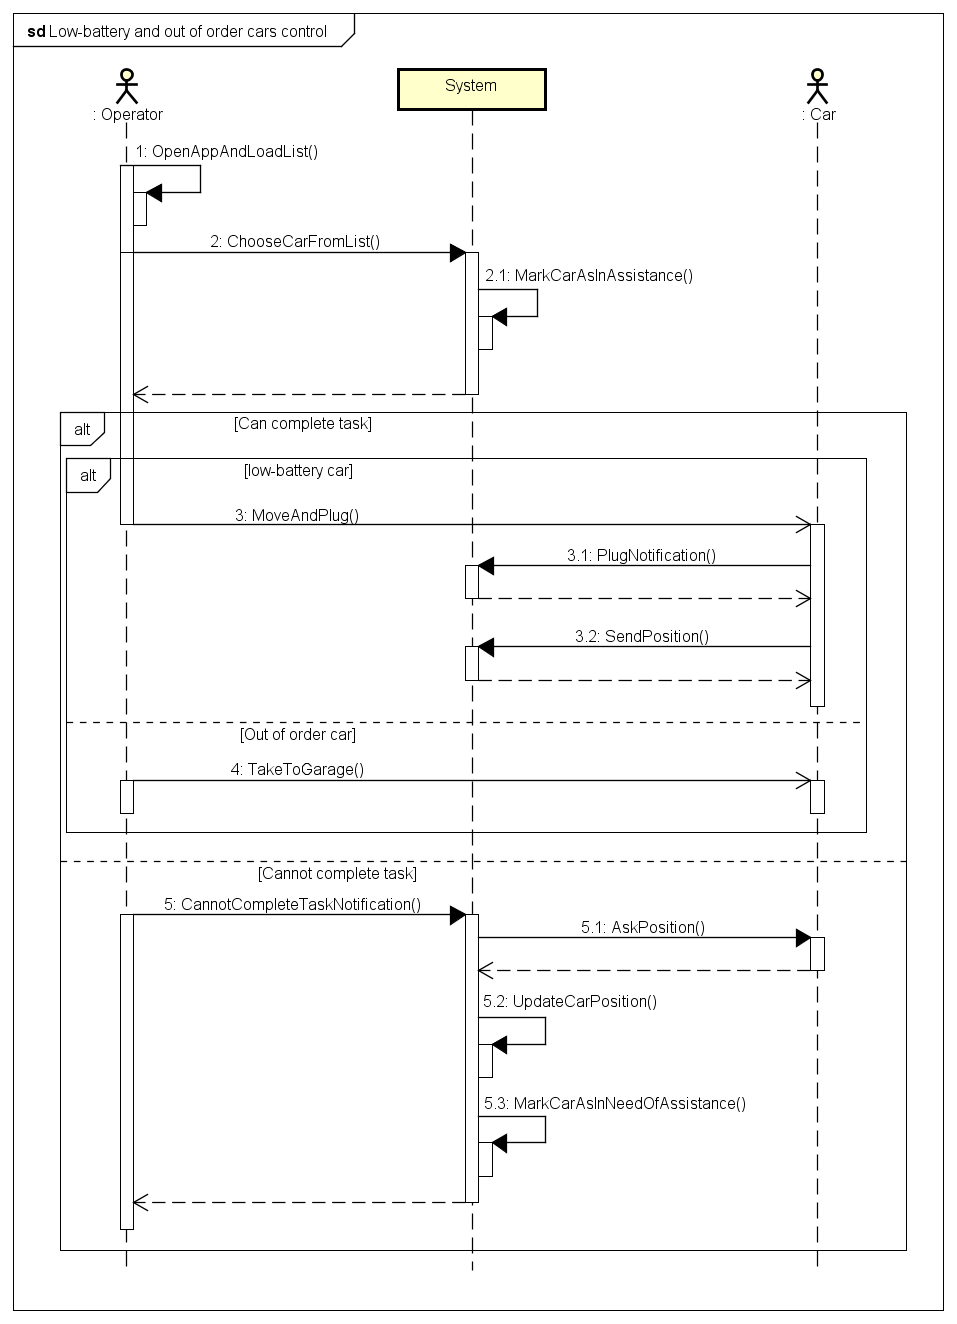 sd Low-battery and out of order cars control
System
: Operator
: Car
1: OpenAppAndLoadList()
2: ChooseCarFromList()
2.1: MarkCarAsInAssistance()
alt
[Can complete task]
alt
[low-battery car]
3: MoveAndPlug()
3.1: PlugNotification()
3.2: SendPosition()
[Out of order car]
4: TakeToGarage()
[Cannot complete task]
5: CannotCompleteTaskNotification()
5.1: AskPosition()
5.2: UpdateCarPosition()
5.3: MarkCarAsInNeedOfAssistance()